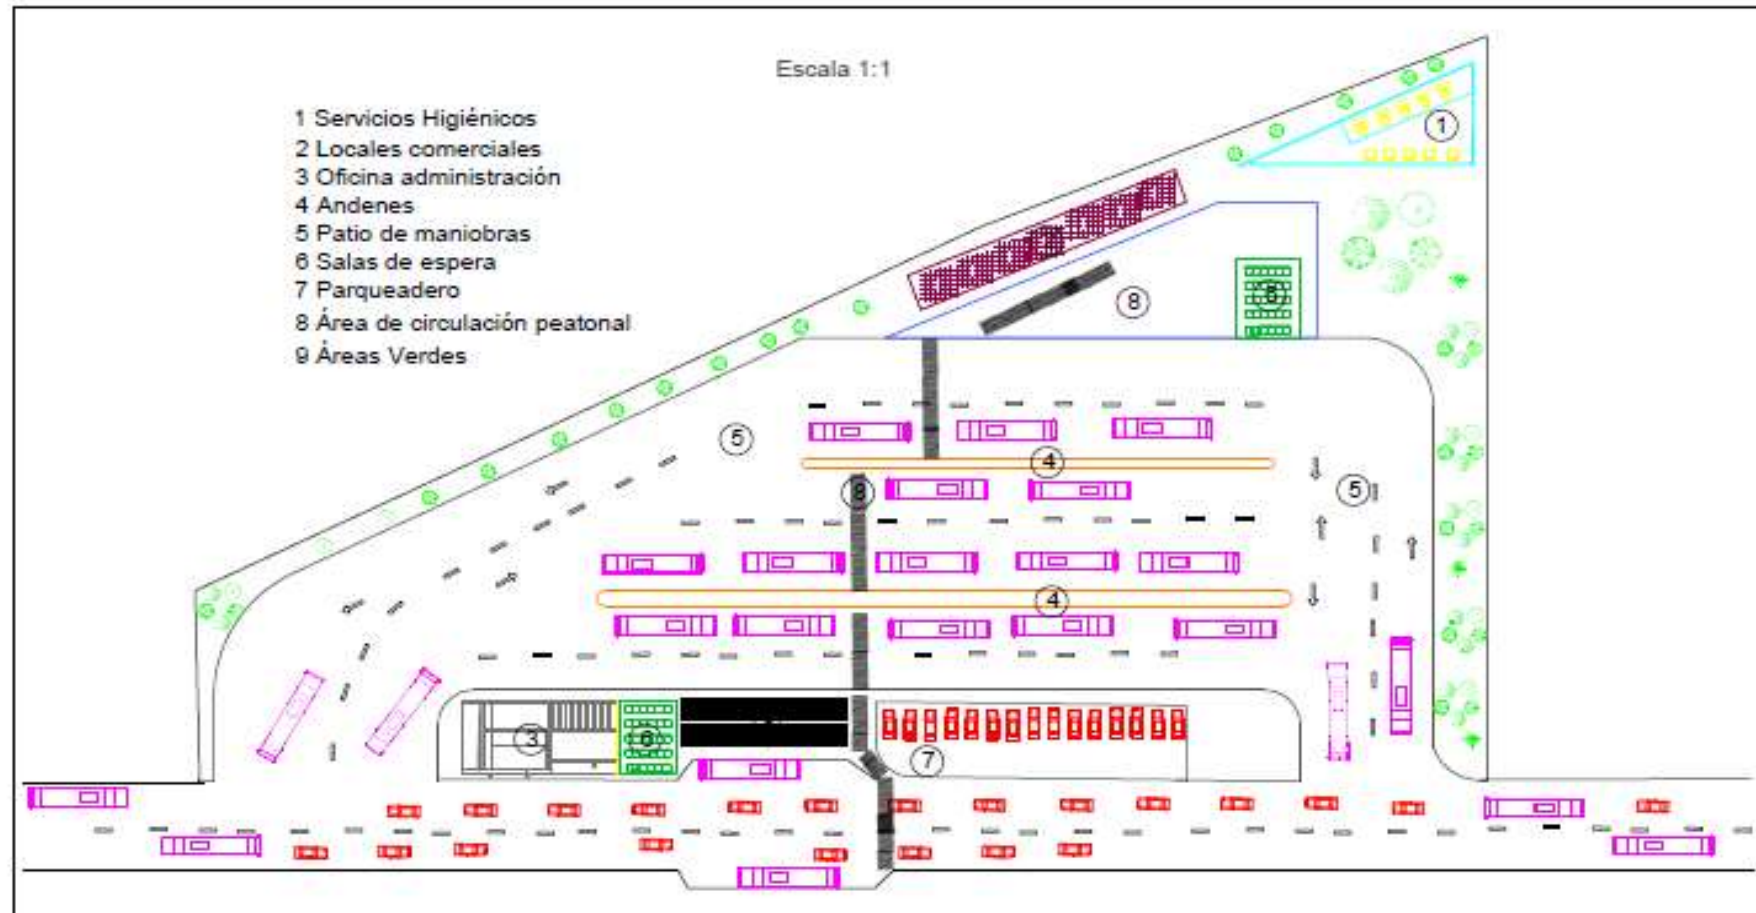 Escala 1:1
1 Servicios Higiénicos
2 Locales comerciales
3 Oficina administración
4 Andenes
5 Patio de maniobras
6 Salas de espera
7 Parqueadero
8 Área de circulación peatonal
9 Áreas Verdes
1
8
6
5
4
8
5
4
3
6
7